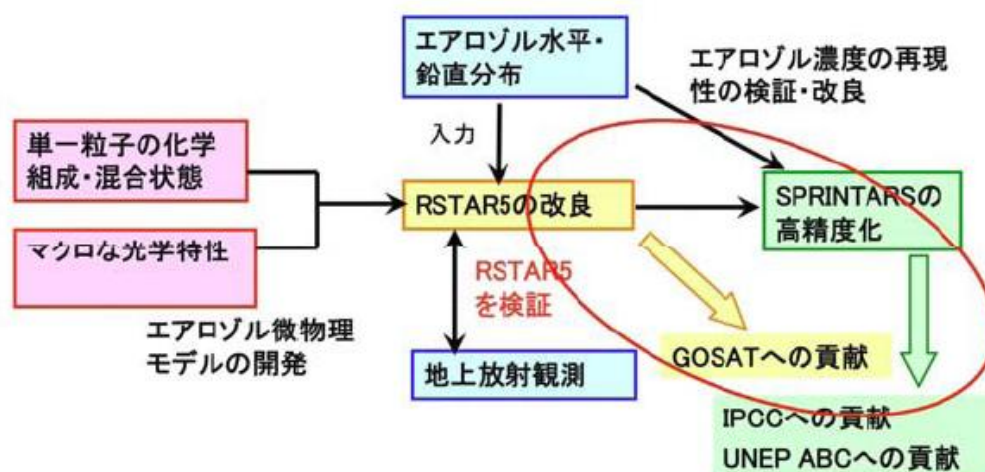 エアロゾル水平・
鉛直分布
エアロゾル濃度の再現
性の検証・改良
入力
単一粒子の化学
組成・混合状態
RSTAR5の改良
SPRINTARSの
高精度化
マクロな光学特性
RSTAR5
を検証
エアロゾル微物理
モデルの開発
地上放射観測
GOSATへの貢献
IPCCへの貢献
UNEP ABCへの貢献